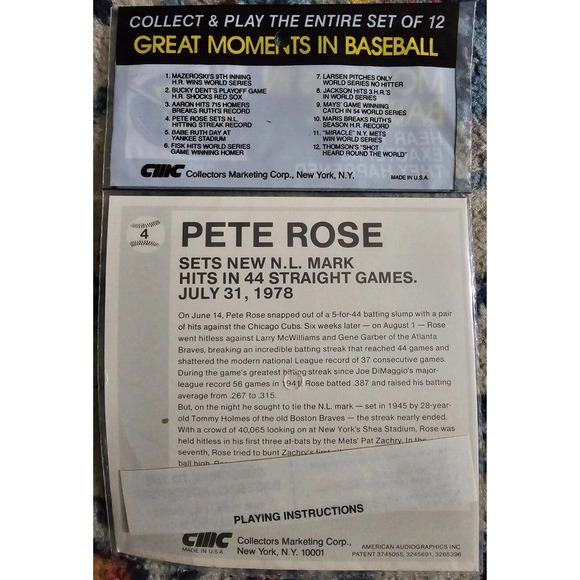 COLLECT & PLAY THE ENTIRE SET OF 12
GREAT MOMENTS IN BASEBALL
1. MAZEROSKI'S 9TH INNING
H.R. WINS WORLD SERIES
2. BUCKY DENT'S PLAYOFF GAME
H.R. SHOCKS RED SOX
3. AARON HITS 715 HOMERS
BREAKS RUTH'S RECORD
4. PETE ROSE SETS N.L.
HITTING STREAK RECORD
5. BABE RUTH DAY AT
YANKEE STADIUM
6. FISK HITS WORLD SERIES
GAME WINNING HOMER
7. LARSEN PITCHES ONLY
WORLD SERIES NO HITTER
8. JACKSON HITS 3 H.R.'S
IN WORLD SERIES
9. MAYS' GAME WINNING
CATCH IN 54 WORLD SERIES
10. MARIS BREAKS RUTH'S
SEASON H.R. RECORD
11. "MIRACLE" N.Y. METS
WIN WORLD SERIES
12. THOMSON'S "SHOT
HEARD ROUND THE WORLD"
CMC Collectors Marketing Corp., New York, N.Y.
MADE IN U.S.A.
4
PETE ROSE
SETS NEW N.L. MARK
HITS IN 44 STRAIGHT GAMES.
JULY 31, 1978
On June 14, Pete Rose snapped out of a 5-for-44 batting slump with a
pair of hits against the Chicago Cubs. Six weeks later — on August 1 — Rose
went hitless against Larry McWilliams and Gene Garber of the Atlanta
Braves, breaking an incredible batting streak that reached 44 games and
shattered the modern national League record of 37 consecutive games.
During the game's greatest hitting streak since Joe DiMaggio's major-
league record 56 games in 1941, Rose batted .387 and raised his batting
average from .267 to .315.
But, on the night he sought to tie the N.L. mark — set in 1945 by 28-year-
old Tommy Holmes of the old Boston Braves — the streak nearly ended.
With a crowd of 40,065 looking on at New York's Shea Stadium, Rose was
held hitless in his first three at-bats by the Mets' Pat Zachry. In the
seventh, Rose tried to bunt Zachry's first
ball high,
PLAYING INSTRUCTIONS
CMC Collectors Marketing Corp.,
MADE IN U.S.A. New York, N.Y. 10001
AMERICAN AUDIOGRAPHICS INC.
PATENT 3745055, 3245691, 3265396